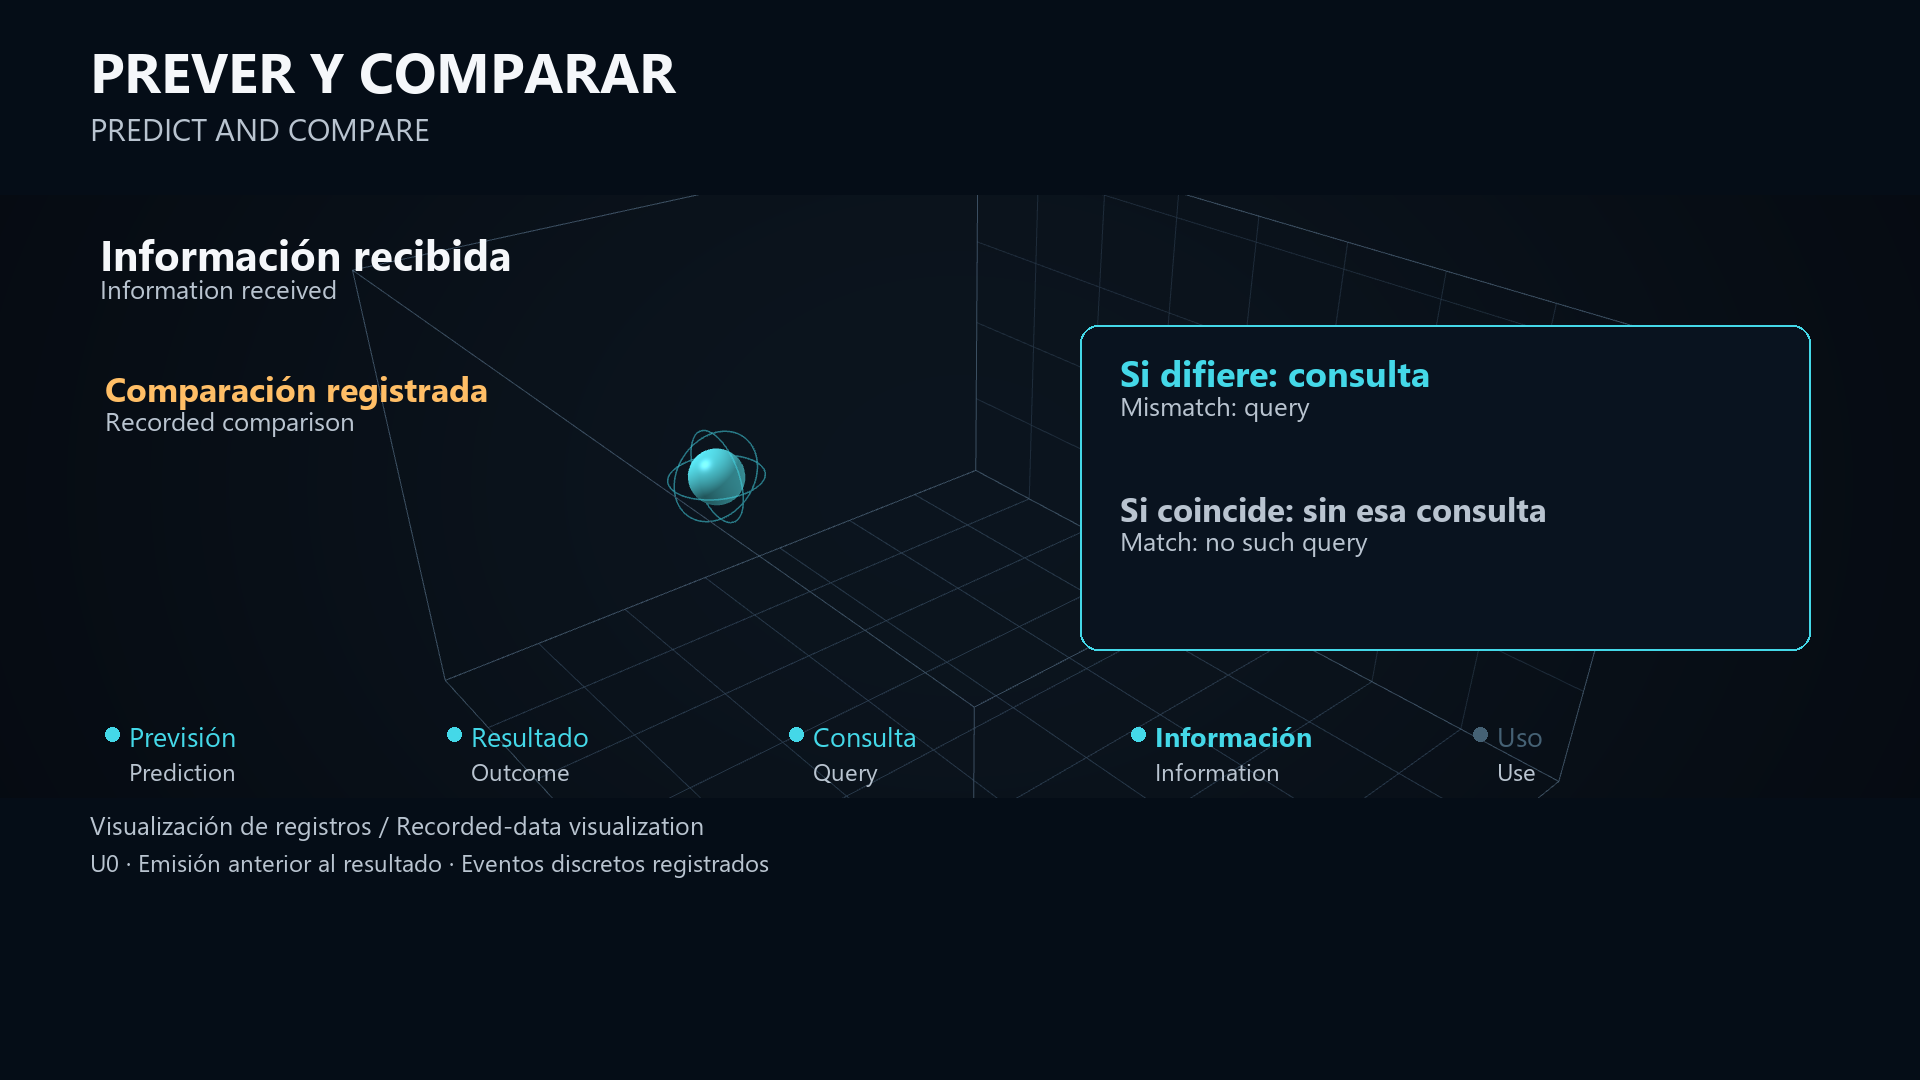 PREVER Y COMPARAR
PREDICT AND COMPARE
Información recibida
Information received
Comparación registrada
Recorded comparison
Si difiere: consulta
Mismatch: query
Si coincide: sin esa consulta
Match: no such query
Previsión
Prediction
Resultado
Outcome
Consulta
Query
Información
Information
Uso
Use
Visualización de registros / Recorded-data visualization
U0 · Emisión anterior al resultado · Eventos discretos registrados